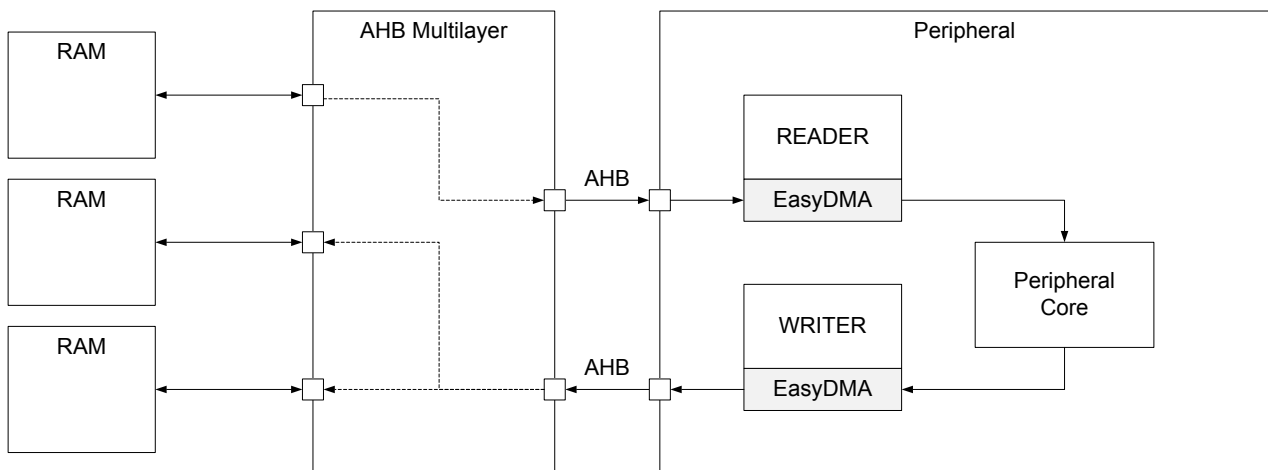 RAM
AHB Multilayer
Peripheral
READER
AHB
EasyDMA
RAM
Peripheral
Core
WRITER
RAM
AHB
EasyDMA